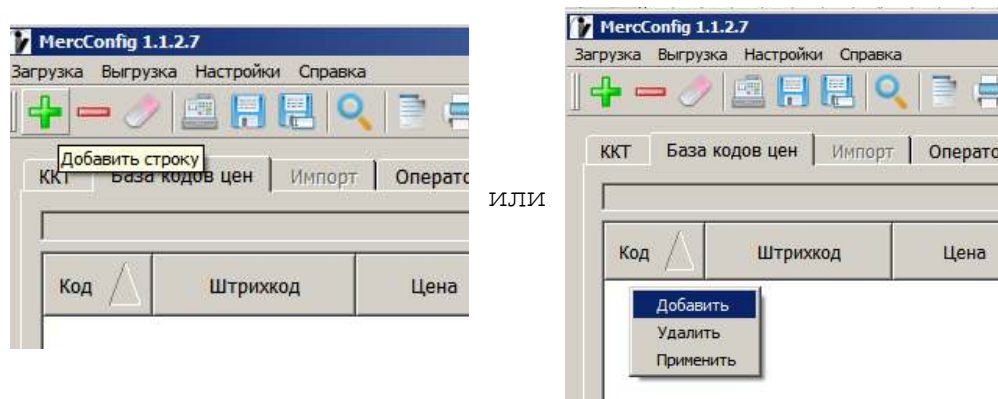 MercConfig 1.1.2.7
Загрузка Выгрузка Настройки Справка
Добавить строку
ККТ База кодов цен Импорт Операто
Код Штрихкод Цена
или
MercConfig 1.1.2.7
Загрузка Выгрузка Настройки Справка
ККТ База кодов цен Импорт Операто
Код Штрихкод Цена
Добавить
Удалить
Применить